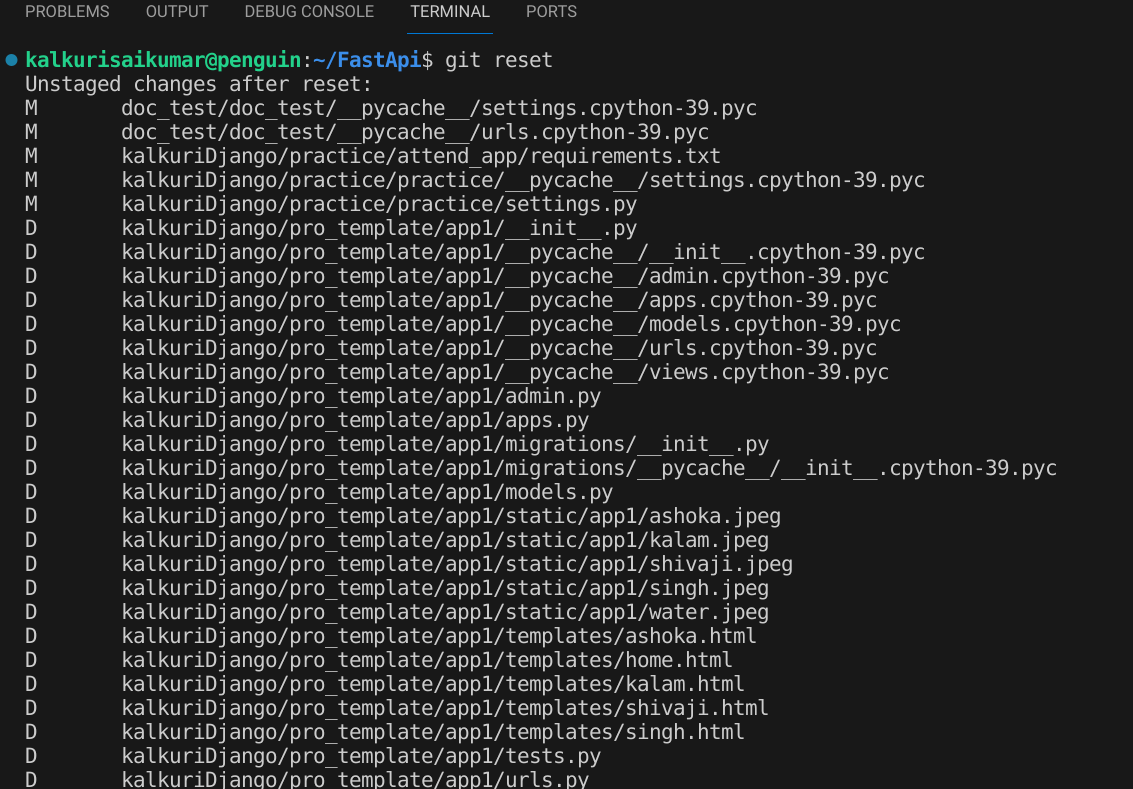 PROBLEMS OUTPUT DEBUG CONSOLE TERMINAL PORTS
kalkurisaikumar@penguin:~/FastApi$ git reset
Unstaged changes after reset:
M doc_test/doc_test/__pycache__/settings.cpython-39.pyc
M doc_test/doc_test/__pycache__/urls.cpython-39.pyc
M kalkuriDjango/practice/attend_app/requirements.txt
M kalkuriDjango/practice/practice/__pycache__/settings.cpython-39.pyc
M kalkuriDjango/practice/practice/settings.py
D kalkuriDjango/pro_template/app1/__init__.py
D kalkuriDjango/pro_template/app1/__pycache__/__init__.cpython-39.pyc
D kalkuriDjango/pro_template/app1/__pycache__/admin.cpython-39.pyc
D kalkuriDjango/pro_template/app1/__pycache__/apps.cpython-39.pyc
D kalkuriDjango/pro_template/app1/__pycache__/models.cpython-39.pyc
D kalkuriDjango/pro_template/app1/__pycache__/urls.cpython-39.pyc
D kalkuriDjango/pro_template/app1/__pycache__/views.cpython-39.pyc
D kalkuriDjango/pro_template/app1/admin.py
D kalkuriDjango/pro_template/app1/apps.py
D kalkuriDjango/pro_template/app1/migrations/__init__.py
D kalkuriDjango/pro_template/app1/migrations/__pycache__/__init__.cpython-39.pyc
D kalkuriDjango/pro_template/app1/models.py
D kalkuriDjango/pro_template/app1/static/app1/ashoka.jpeg
D kalkuriDjango/pro_template/app1/static/app1/kalam.jpeg
D kalkuriDjango/pro_template/app1/static/app1/shivaji.jpeg
D kalkuriDjango/pro_template/app1/static/app1/singh.jpeg
D kalkuriDjango/pro_template/app1/static/app1/water.jpeg
D kalkuriDjango/pro_template/app1/templates/ashoka.html
D kalkuriDjango/pro_template/app1/templates/home.html
D kalkuriDjango/pro_template/app1/templates/kalam.html
D kalkuriDjango/pro_template/app1/templates/shivaji.html
D kalkuriDjango/pro_template/app1/templates/singh.html
D kalkuriDjango/pro_template/app1/tests.py
D kalkuriDjango/pro_template/app1/urls.py